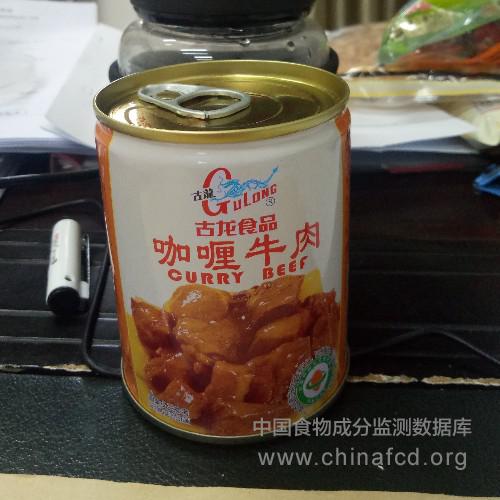 古龍
GULONG®
古龙食品
咖喱牛肉
CURRY BEEF
中国食物成分监测数据库
www.chinafcd.org